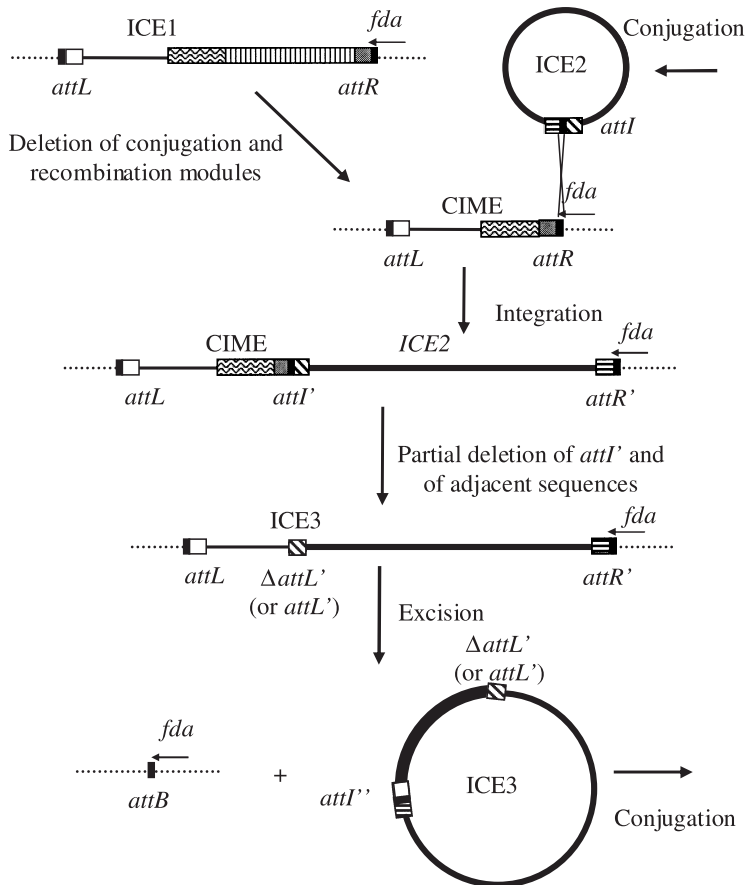 ICE1
fda
attL
attR
Conjugation
ICE2
attI
Deletion of conjugation and
recombination modules
fda
CIME
attL
attR
Integration
fda
CIME
ICE2
attL
attI’
attR’
Partial deletion of attI’ and
of adjacent sequences
ICE3
fda
attL
ΔattL’
(or attL’)
attR’
Excision
ΔattL’
(or attL’)
fda
attB
+
attI’’
ICE3
Conjugation